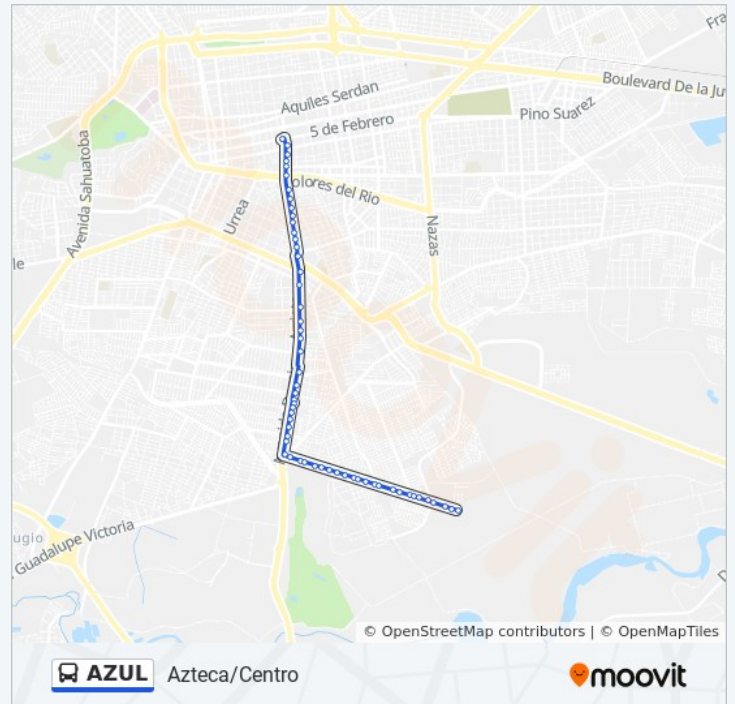 Fra
Boulevard De la Ju
Aquiles Serdan
Pino Suarez
5 de Febrero
Avenida Sahuatoba
olores del Rio
Urrea
Nazas
le
ugio
Guadalupe Victoria
© OpenStreetMap contributors | © OpenMapTiles
AZUL
Azteca/Centro
moovit